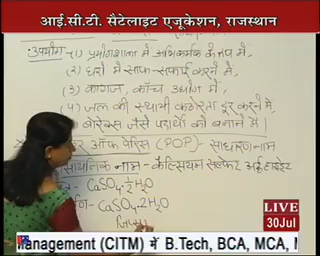 आई.सी.टी. सैटेलाइट एजूकेशन, राजस्थान
उपयोग (1) प्रयोगशाला में अभिकर्मक के रूप में,
(2) घरों में साफ-सफाई करने में,
(3) कागज, काँच उद्योग में
(4) जल की स्थायी कठोरता दूर करने में,
बोरेक्स जैसे पदार्थो को बनाने में।
ऑफ पेरिस (POP) - साधारण नाम
रासायनिक नाम - कैल्सियम सल्फेट अर्द्ध हाइड्रेट
CaSO₄·½H₂O
CaSO₄·2H₂O
LIVE
30Jul
anagement (CITM) में B.Tech, BCA, MCA,